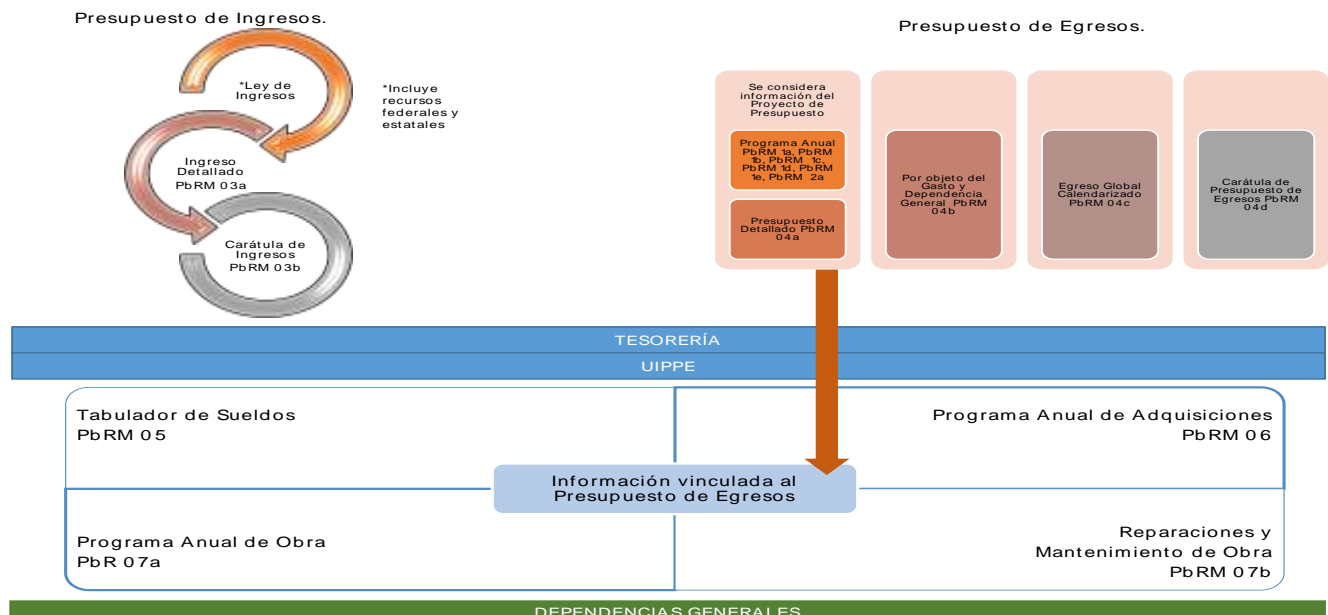 Presupuesto de Ingresos.
*Ley de
Ingresos
*Incluye
recursos
federales y
estatales
Ingreso
Detallado
PbRM 03a
Carátula de
Ingresos
PbRM 03b
Presupuesto de Egresos.
Se considera
información del
Proyecto de
Presupuesto
Programa Anual
PbRM 1a, PbRM
1b, PbRM 1c,
PbRM 1d, PbRM
1e, PbRM 2a
Presupuesto
Detallado PbRM
04a
Por objeto del
Gasto y
Dependencia
General PbRM
04b
Egreso Global
Calendarizado
PbRM 04c
Carátula de
Presupuesto de
Egresos PbRM
04d
TESORERÍA
UIPPE
Tabulador de Sueldos
PbRM 05
Programa Anual de Adquisiciones
PbRM 06
Información vinculada al
Presupuesto de Egresos
Programa Anual de Obra
PbR 07a
Reparaciones y
Mantenimiento de Obra
PbRM 07b
DEPENDENCIAS GENERALES